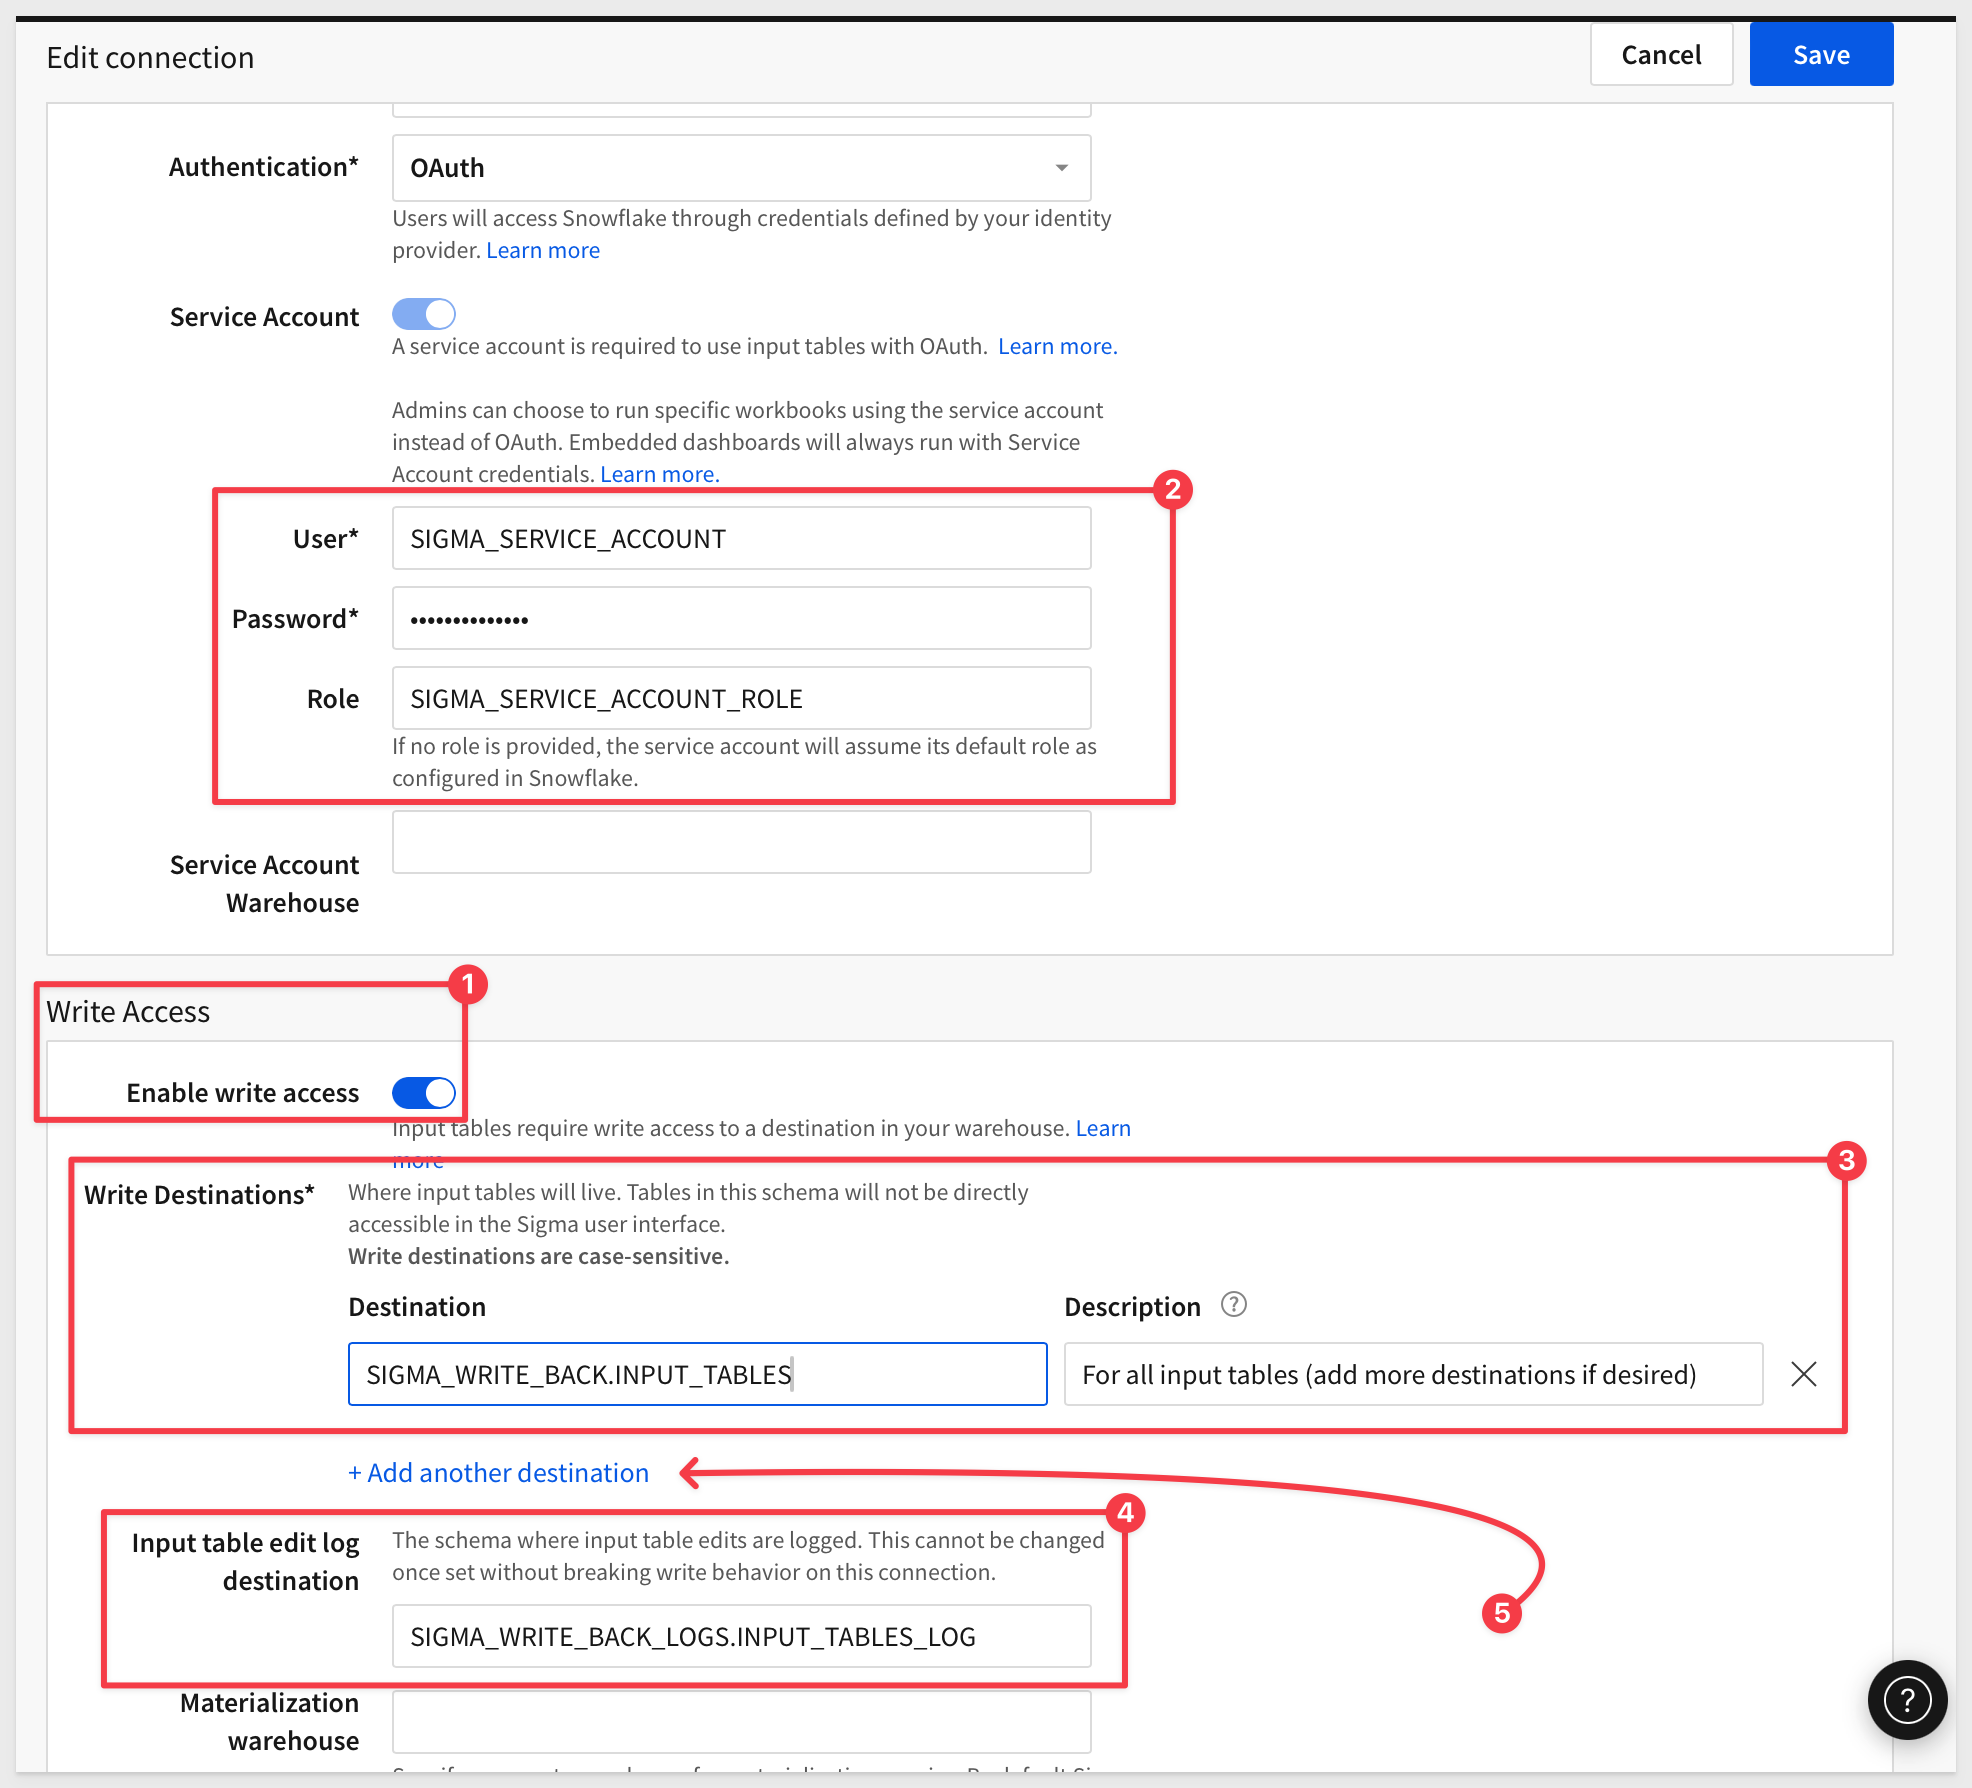 Edit connection
Cancel
Save
Authentication*
OAuth
Users will access Snowflake through credentials defined by your identity
provider. Learn more
Service Account
A service account is required to use input tables with OAuth. Learn more.
Admins can choose to run specific workbooks using the service account
instead of OAuth. Embedded dashboards will always run with Service
Account credentials. Learn more.
2
User*
SIGMA_SERVICE_ACCOUNT
Password*
••••••••••••••
Role
SIGMA_SERVICE_ACCOUNT_ROLE
If no role is provided, the service account will assume its default role as
configured in Snowflake.
Service Account
Warehouse
1
Write Access
Enable write access
Input tables require write access to a destination in your warehouse. Learn
more
3
Write Destinations*
Where input tables will live. Tables in this schema will not be directly
accessible in the Sigma user interface.
Write destinations are case-sensitive.
Destination
Description ?
SIGMA_WRITE_BACK.INPUT_TABLES
For all input tables (add more destinations if desired)
+ Add another destination
4
Input table edit log
destination
The schema where input table edits are logged. This cannot be changed
once set without breaking write behavior on this connection.
SIGMA_WRITE_BACK_LOGS.INPUT_TABLES_LOG
5
Materialization
warehouse
?